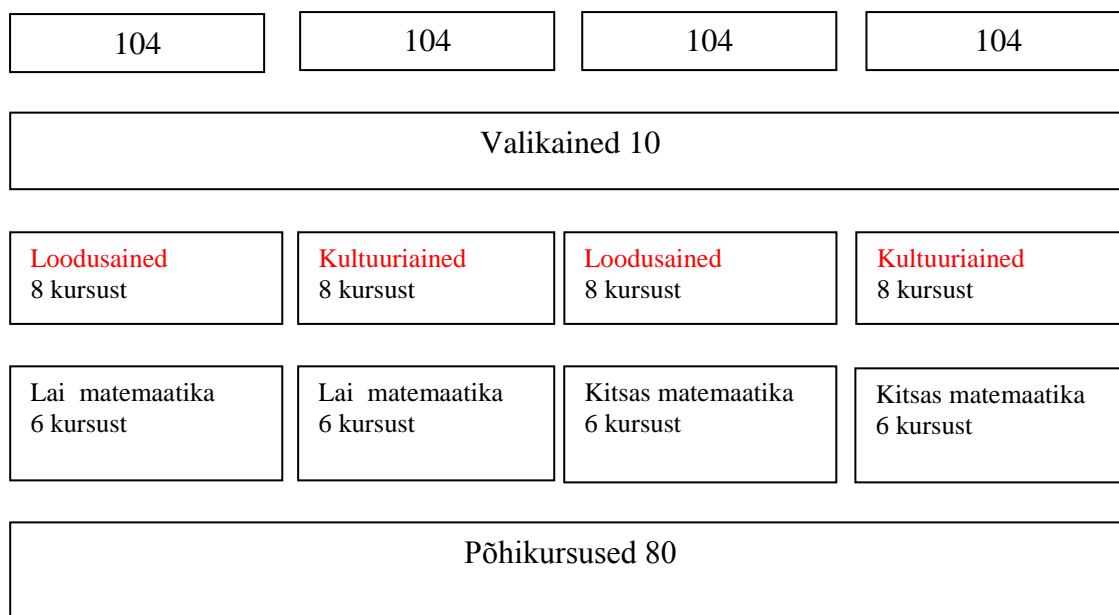 104
104
104
104
Valikained 10
Loodusained
8 kursust
Kultuuriained
8 kursust
Loodusained
8 kursust
Kultuuriained
8 kursust
Lai matemaatika
6 kursust
Lai matemaatika
6 kursust
Kitsas matemaatika
6 kursust
Kitsas matemaatika
6 kursust
Põhikursused 80